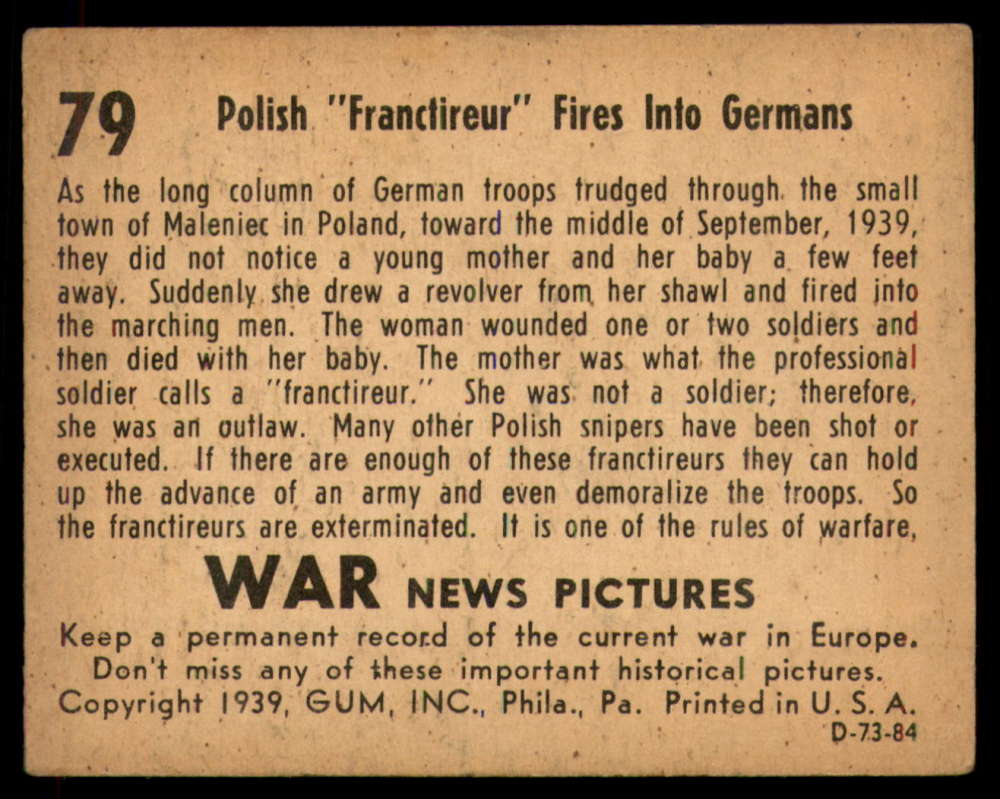 79
Polish "Franctireur" Fires Into Germans
As the long column of German troops trudged through the small
town of Maleniec in Poland, toward the middle of September, 1939,
they did not notice a young mother and her baby a few feet
away. Suddenly she drew a revolver from her shawl and fired into
the marching men. The woman wounded one or two soldiers and
then died with her baby. The mother was what the professional
soldier calls a "franctireur." She was not a soldier; therefore,
she was an outlaw. Many other Polish snipers have been shot or
executed. If there are enough of these franctireurs they can hold
up the advance of an army and even demoralize the troops. So
the franctireurs are exterminated. It is one of the rules of warfare,
WAR NEWS PICTURES
Keep a permanent record of the current war in Europe.
Don't miss any of these important historical pictures.
Copyright 1939, GUM, INC., Phila., Pa. Printed in U. S. A.
D-73-84